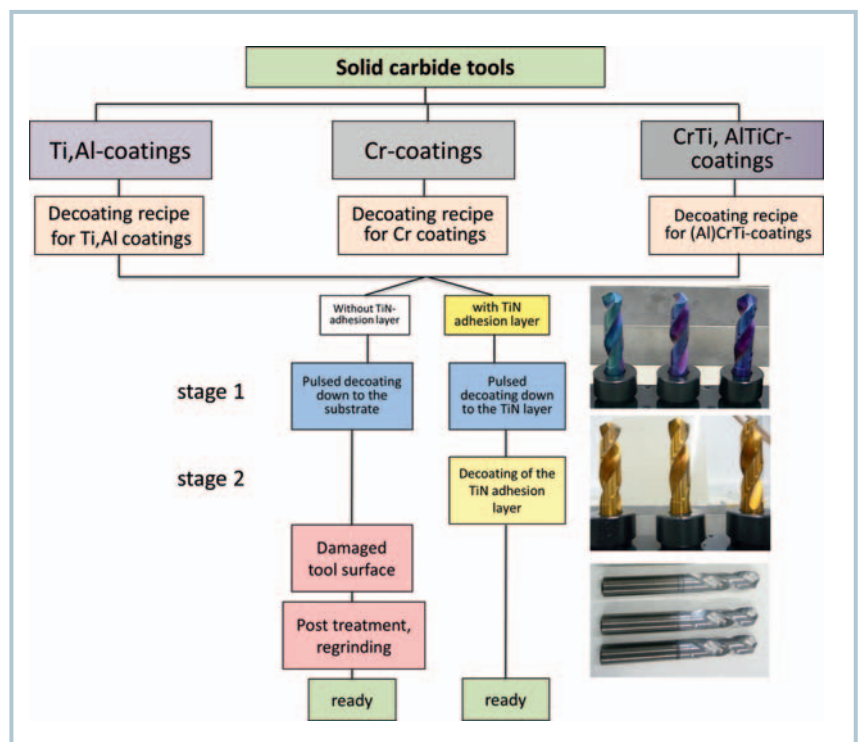 Solid carbide tools
Ti,Al-coatings
Cr-coatings
CrTi, AlTiCr-
coatings
Decoating recipe
for Ti,Al coatings
Decoating recipe
for Cr coatings
Decoating recipe
for (Al)CrTi-coatings
Without TiN-
adhesion layer
with TiN
adhesion layer
stage 1
Pulsed decoating
down to the
substrate
Pulsed
decoating down
to the TiN layer
stage 2
Decoating of the
TiN adhesion
layer
Damaged
tool surface
Post treatment,
regrinding
ready
ready